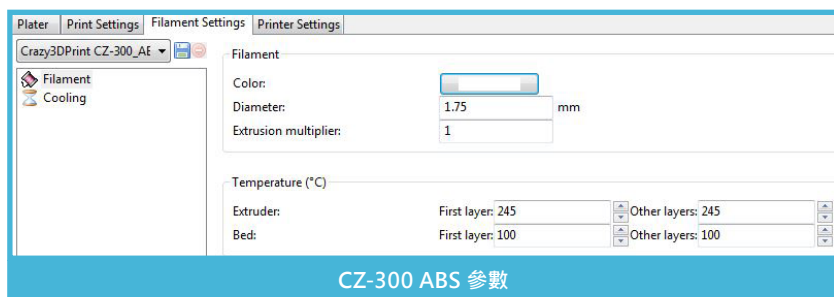 Plater Print Settings Filament Settings Printer Settings
Crazy3DPrint CZ-300_AE
Filament
Cooling
Filament
Color:
Diameter: 1.75 mm
Extrusion multiplier: 1
Temperature (°C)
Extruder: First layer: 245 Other layers: 245
Bed: First layer: 100 Other layers: 100
CZ-300 ABS 參數